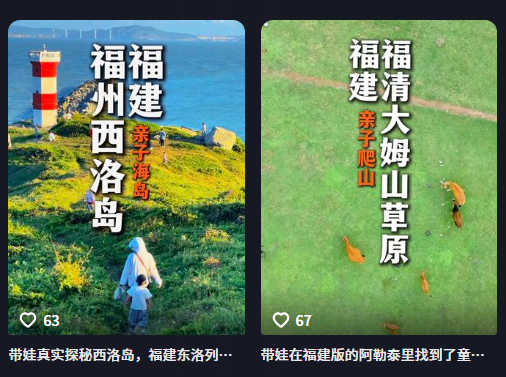 福建
福州西洛岛
亲子海岛
63
带娃真实探秘西洛岛，福建东洛列…
福建
福清大姆山草原
亲子爬山
67
带娃在福建版的阿勒泰里找到了童…